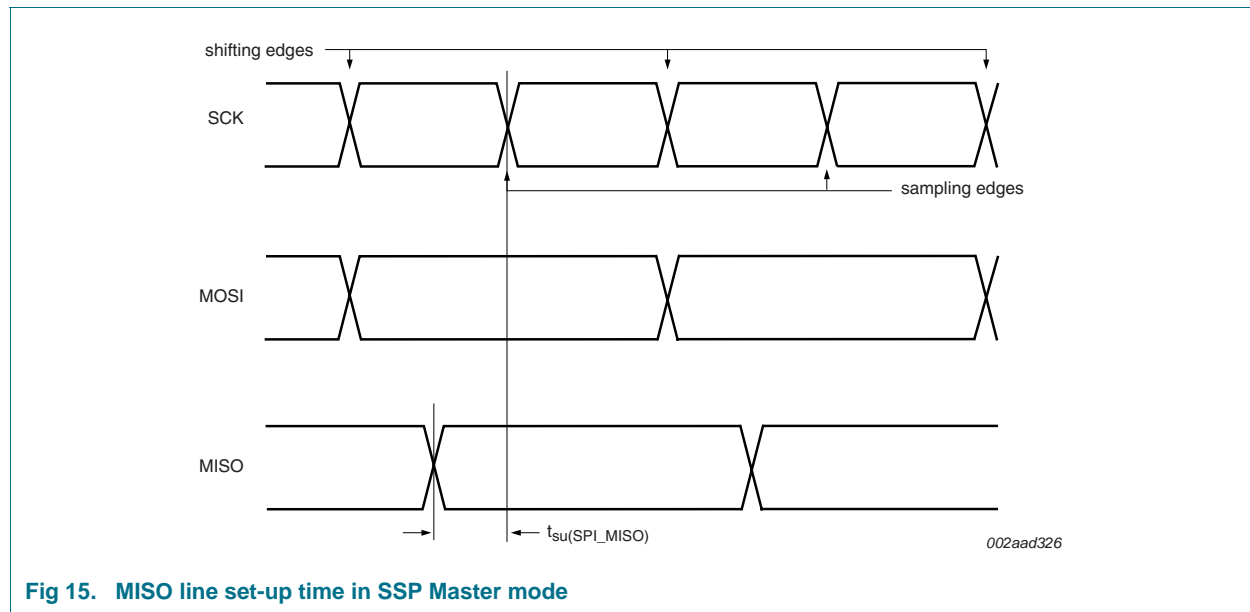 shifting edges
SCK
sampling edges
MOSI
MISO
tsu(SPI_MISO)
002aad326
Fig 15. MISO line set-up time in SSP Master mode